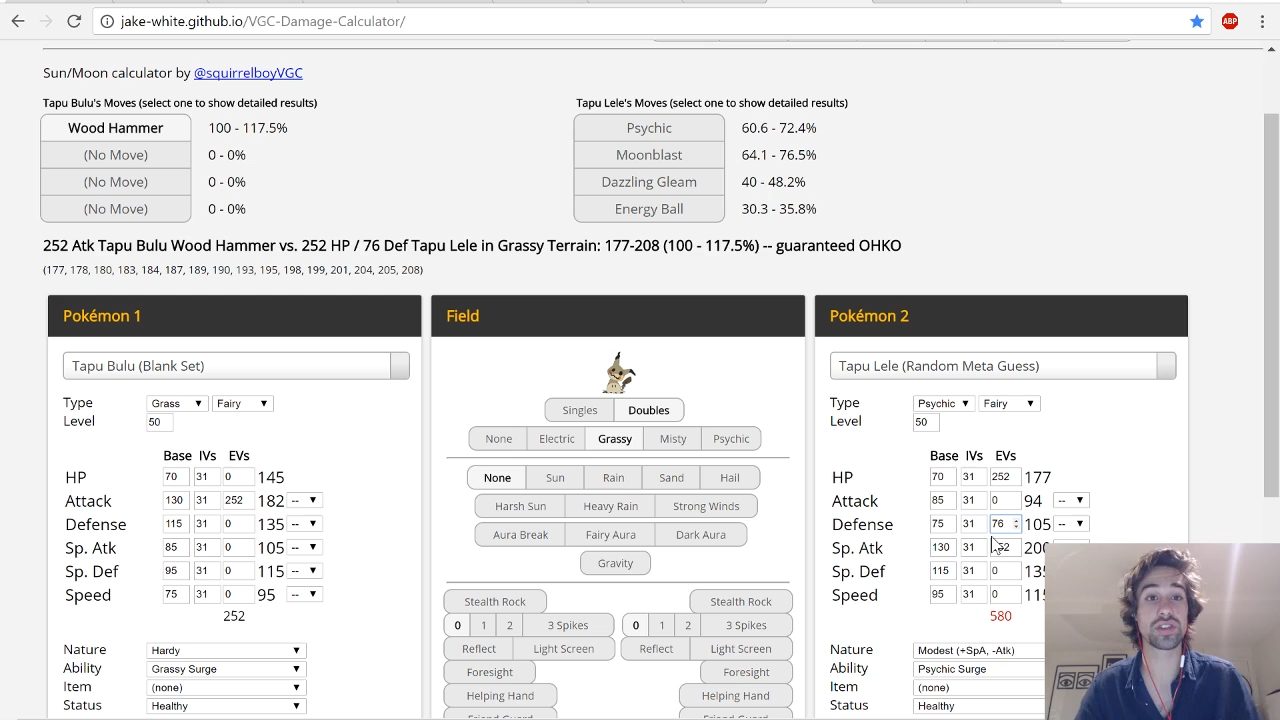 jake-white.github.io/VGC-Damage-Calculator/
ABP
Sun/Moon calculator by @squirrelboyVGC
Tapu Bulu's Moves (select one to show detailed results)
Wood Hammer 100 - 117.5%
(No Move) 0 - 0%
(No Move) 0 - 0%
(No Move) 0 - 0%
Tapu Lele's Moves (select one to show detailed results)
Psychic 60.6 - 72.4%
Moonblast 64.1 - 76.5%
Dazzling Gleam 40 - 48.2%
Energy Ball 30.3 - 35.8%
252 Atk Tapu Bulu Wood Hammer vs. 252 HP / 76 Def Tapu Lele in Grassy Terrain: 177-208 (100 - 117.5%) -- guaranteed OHKO
(177, 178, 180, 183, 184, 187, 189, 190, 193, 195, 198, 199, 201, 204, 205, 208)
Pokémon 1
Tapu Bulu (Blank Set)
Type Grass Fairy
Level 50
Base IVs EVs
HP 70 31 0 145
Attack 130 31 252 182 --
Defense 115 31 0 135 --
Sp. Atk 85 31 0 105 --
Sp. Def 95 31 0 115 --
Speed 75 31 0 95 --
252
Nature Hardy
Ability Grassy Surge
Item (none)
Status Healthy
Field
Singles Doubles
None Electric Grassy Misty Psychic
None Sun Rain Sand Hail
Harsh Sun Heavy Rain Strong Winds
Aura Break Fairy Aura Dark Aura
Gravity
Stealth Rock Stealth Rock
0 1 2 3 Spikes 0 1 2 3 Spikes
Reflect Light Screen Reflect Light Screen
Foresight Foresight
Helping Hand Helping Hand
Friend Guard Friend Guard
Pokémon 2
Tapu Lele (Random Meta Guess)
Type Psychic Fairy
Level 50
Base IVs EVs
HP 70 31 252 177
Attack 85 31 0 94 --
Defense 75 31 76 105 --
Sp. Atk 130 31 200
Sp. Def 115 31 0
Speed 95 31 0
580
Nature Modest (+SpA, -Atk)
Ability Psychic Surge
Item (none)
Status Healthy